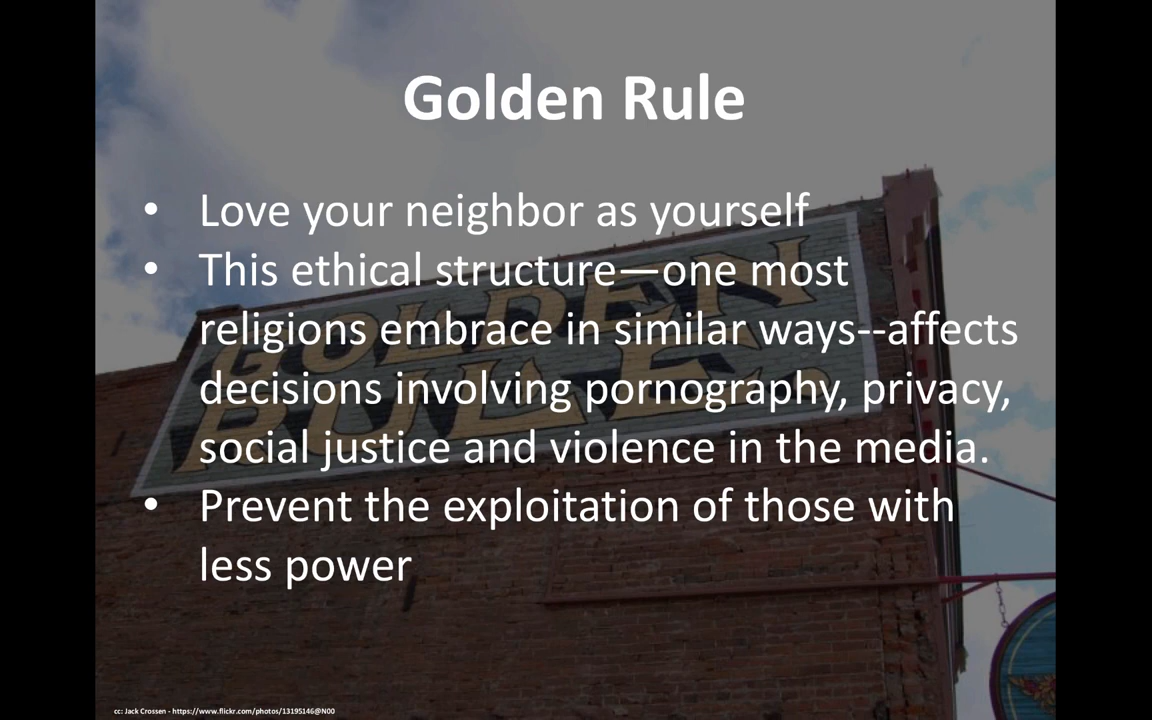 Golden Rule
• Love your neighbor as yourself
• This ethical structure—one most
religions embrace in similar ways--affects
decisions involving pornography, privacy,
social justice and violence in the media.
• Prevent the exploitation of those with
less power
GOLDEN
RULE
cc: Jack Crossen - https://www.flickr.com/photos/13195146@N00